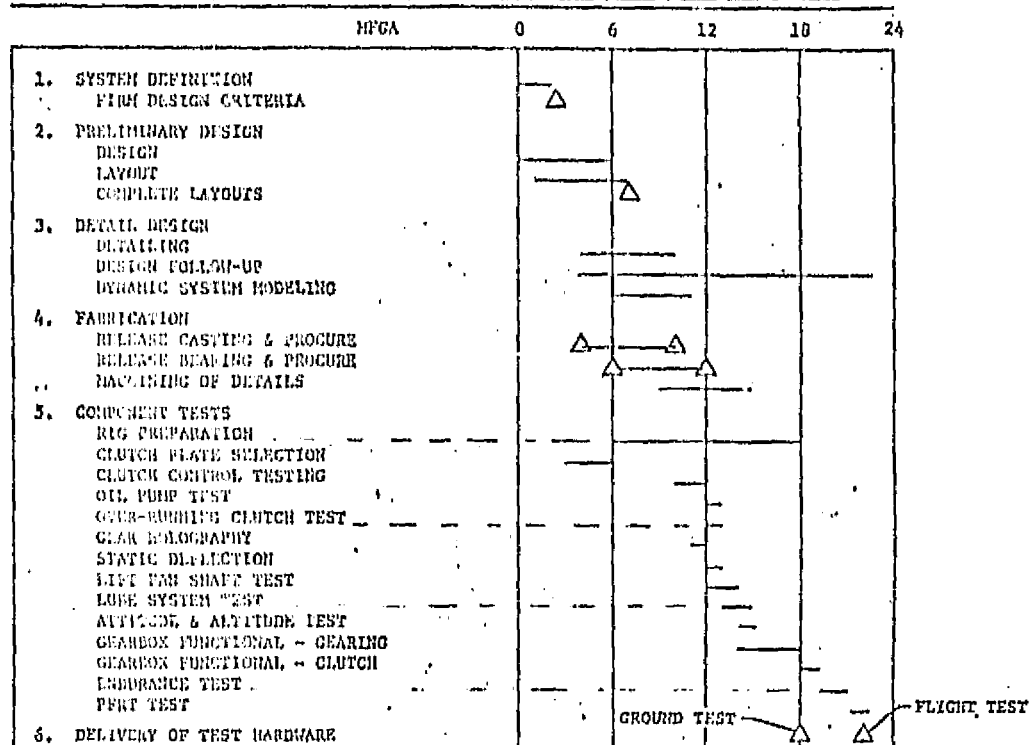 MFGA 0 6 12 18 24
1. SYSTEM DEFINITION
FIRM DESIGN CRITERIA
2. PRELIMINARY DESIGN
DESIGN
LAYOUT
COMPLETE LAYOUTS
3. DETAIL DESIGN
DETAILING
DESIGN FOLLOW-UP
DYNAMIC SYSTEM MODELING
4. FABRICATION
RELEASE CASTING & PROCURE
RELEASE BEARING & PROCURE
MACHINING OF DETAILS
5. COMPONENT TESTS
RIG PREPARATION
CLUTCH PLATE SELECTION
CLUTCH CONTROL TESTING
OIL PUMP TEST
OVER-RUNNING CLUTCH TEST
GEAR HOLOGRAPHY
STATIC DEFLECTION
LIFT FAN SHAFT TEST
LUBE SYSTEM TEST
ATTITUDE & ALTITUDE TEST
GEARBOX FUNCTIONAL - GEARING
GEARBOX FUNCTIONAL - CLUTCH
ENDURANCE TEST
PFRT TEST
GROUND TEST FLIGHT TEST
6. DELIVERY OF TEST HARDWARE